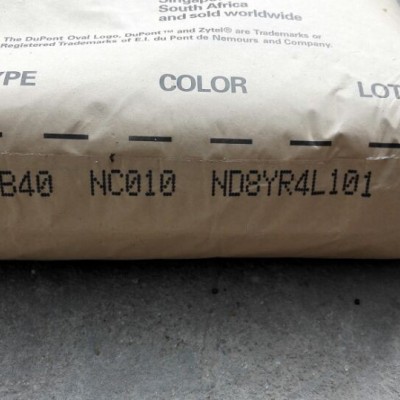 South Africa
and sold worldwide
The DuPont Oval Logo, DuPont™ and Zytel® are Trademarks or
Registered Trademarks of E.I. du Pont de Nemours and Company.
YPE COLOR LOT
B40 NC010 ND8YR4L101